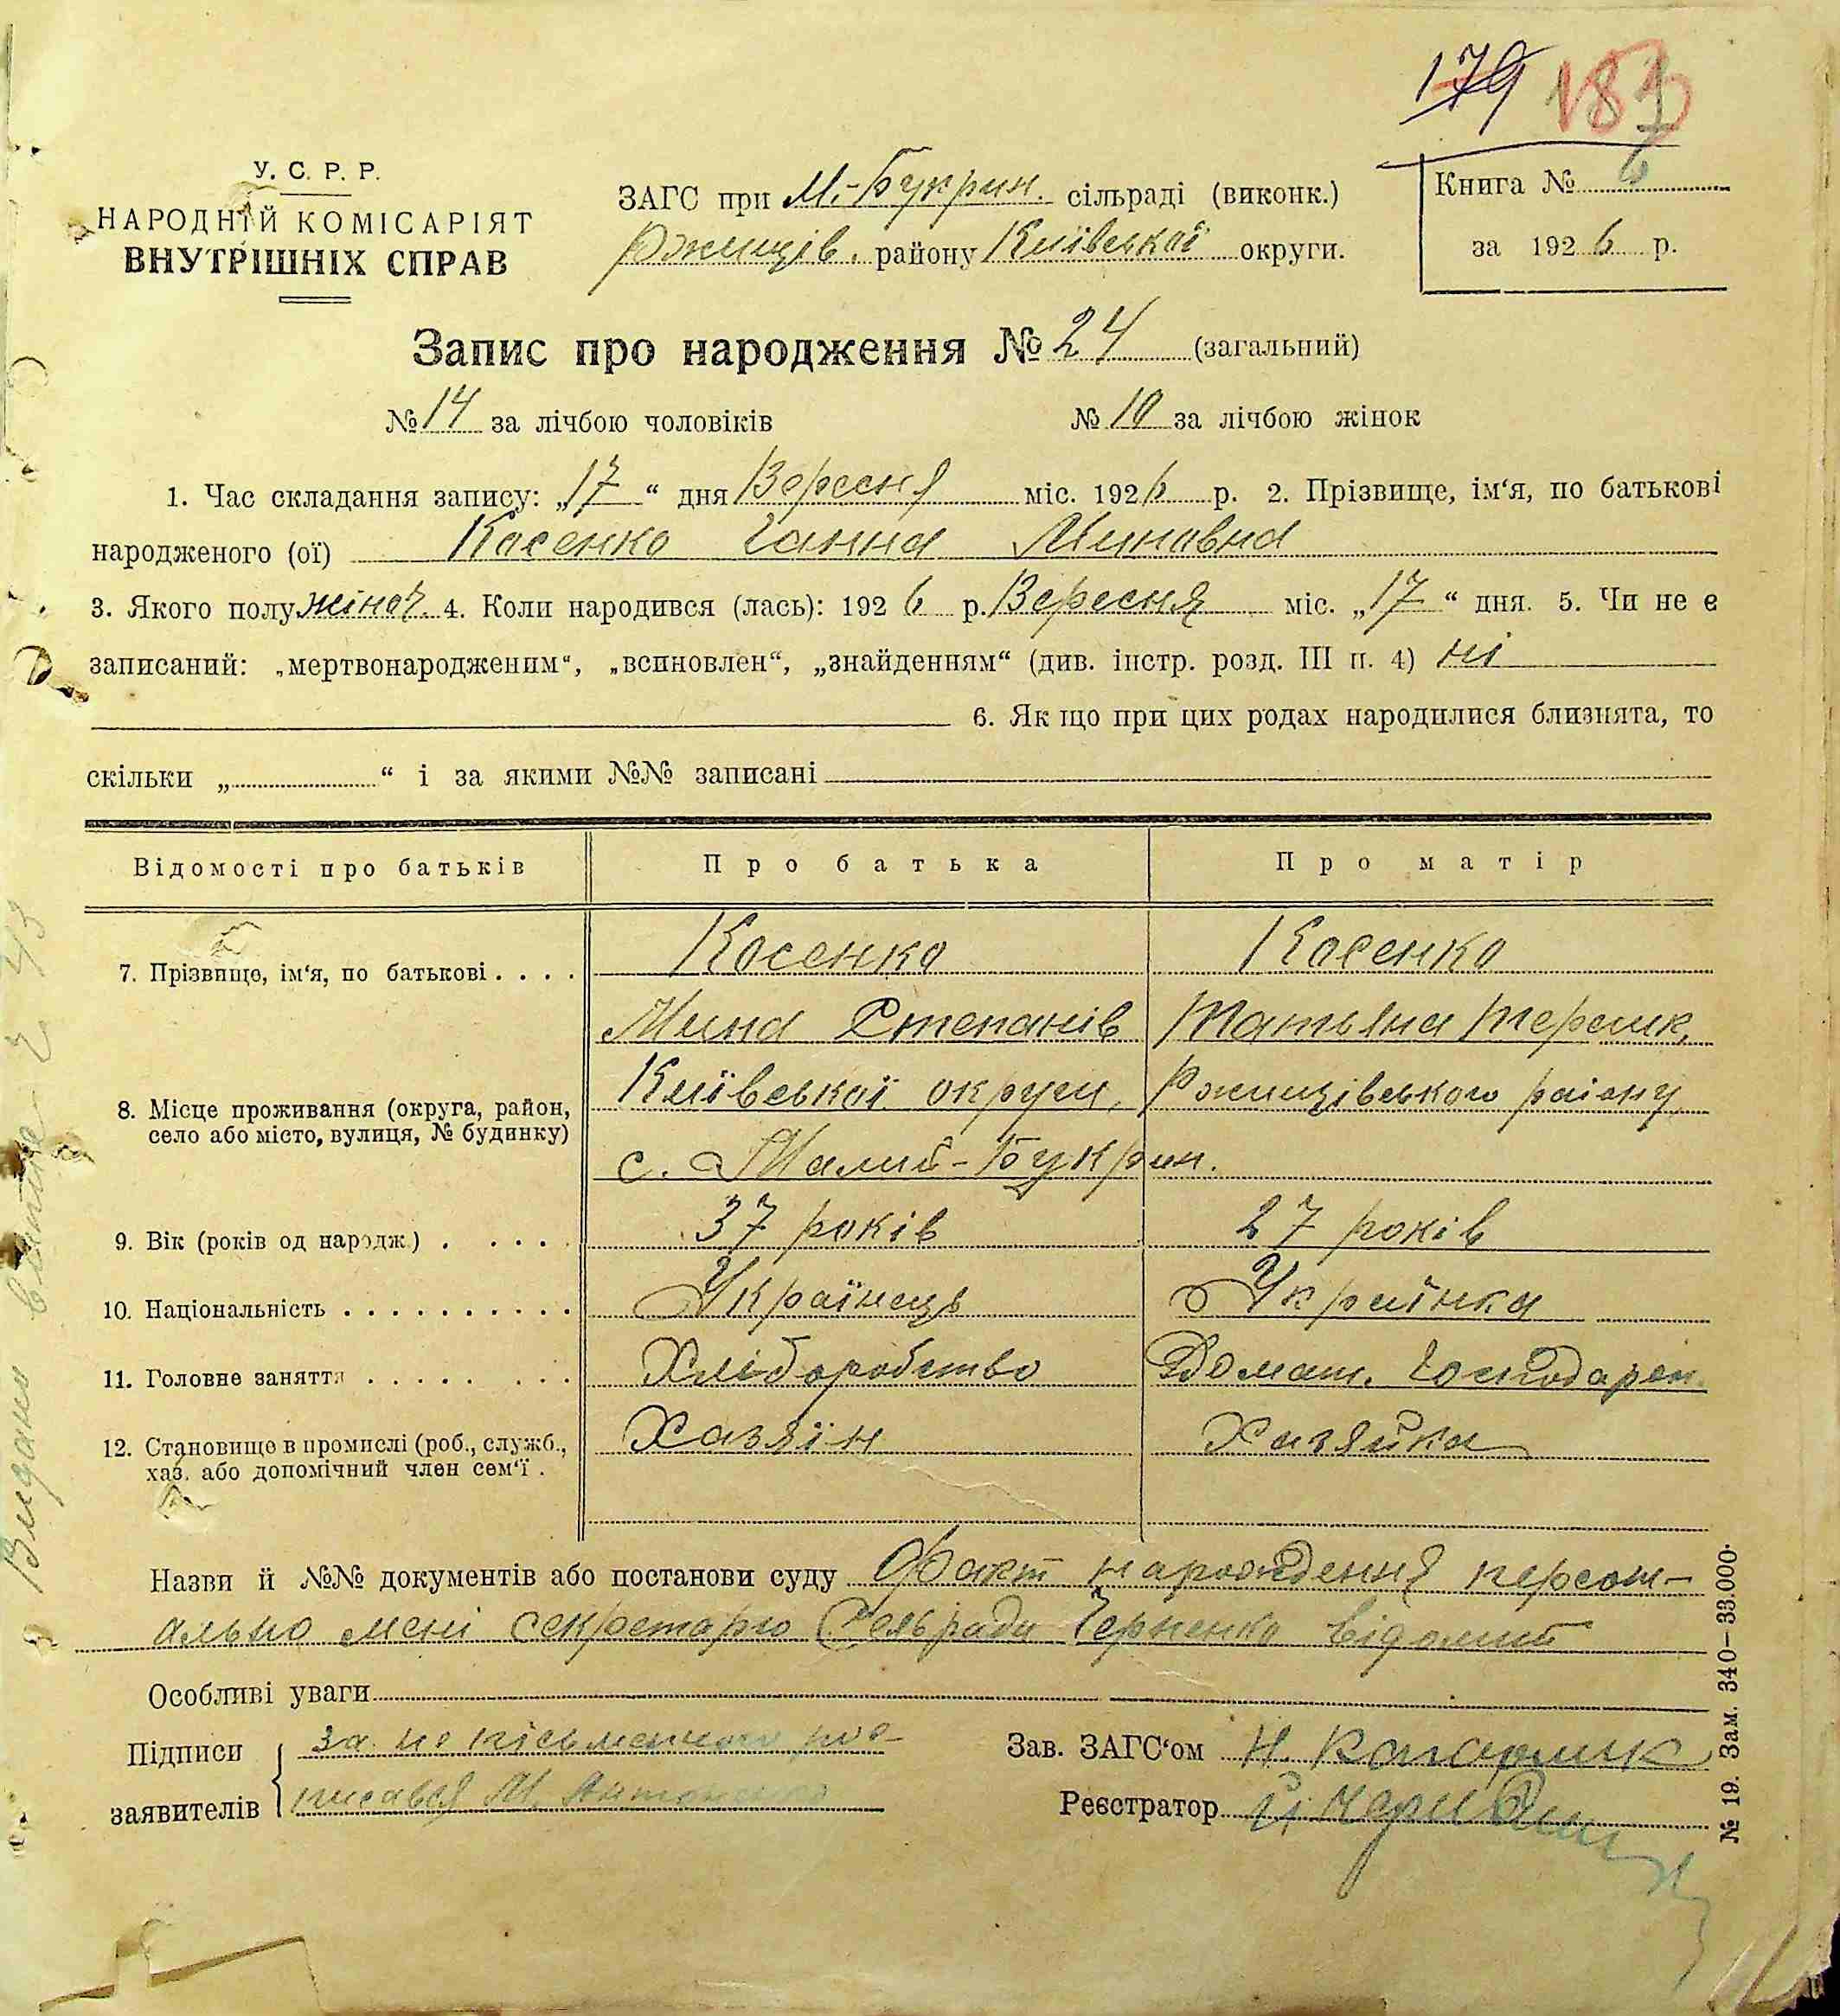 179 183
У. С. Р. Р.
НАРОДНІЙ КОМІСАРІЯТ
ВНУТРІШНІХ СПРАВ
ЗАГС при М.-Букрин. сільраді (виконк.)
Ржищів. району Київської округи.
Книга № 6
за 1926 р.
Запис про народження № 24 (загальний)
№ 14 за лічбою чоловіків № 10 за лічбою жінок
1. Час складання запису: „17“ дня Вересня міс. 1926 р. 2. Прізвище, ім‘я, по батькові
народженого (ої) Косенко Ганна Минавна
3. Якого полу жіноч. 4. Коли народився (лась): 1926 р. Вересня міс. „17“ дня. 5. Чи не є
записаний: „мертвонародженим“, „всиновлен“, „знайденням“ (див. інстр. розд. III п. 4) ні
6. Як що при цих родах народилися близнята, то
скільки „ “ і за якими №№ записані
Відомості про батьків Про батька Про матір
7. Прізвище, ім‘я, по батькові . . . . Косенко Косенко
Мина Степанів Татьяна
8. Місце проживання (округа, район, село або місто, вулиця, № будинку) Київської округи, Ржищівського району
с. Малий-Букрин.
9. Вік (років од народж.) . . . . . 37 років 27 років
10. Національність . . . . . . . . . . Українець Українка
11. Головне заняття . . . . . . . . Хліборобство Домаш. Господарен.
12. Становище в промислі (роб., служб., хаз. або допомічний член сем‘ї . Хазяїн Хазяйка
Назви й №№ документів або постанови суду Факт народження персон-
ально мені секретарю Сельради Черненко відомий
Особливі уваги
Підписи за не письменного роз-
заявителів писався М. Антоненко
Зав. ЗАГС‘ом Н.
Реєстратор
№ 19. Зам. 340—33.000.
Видано